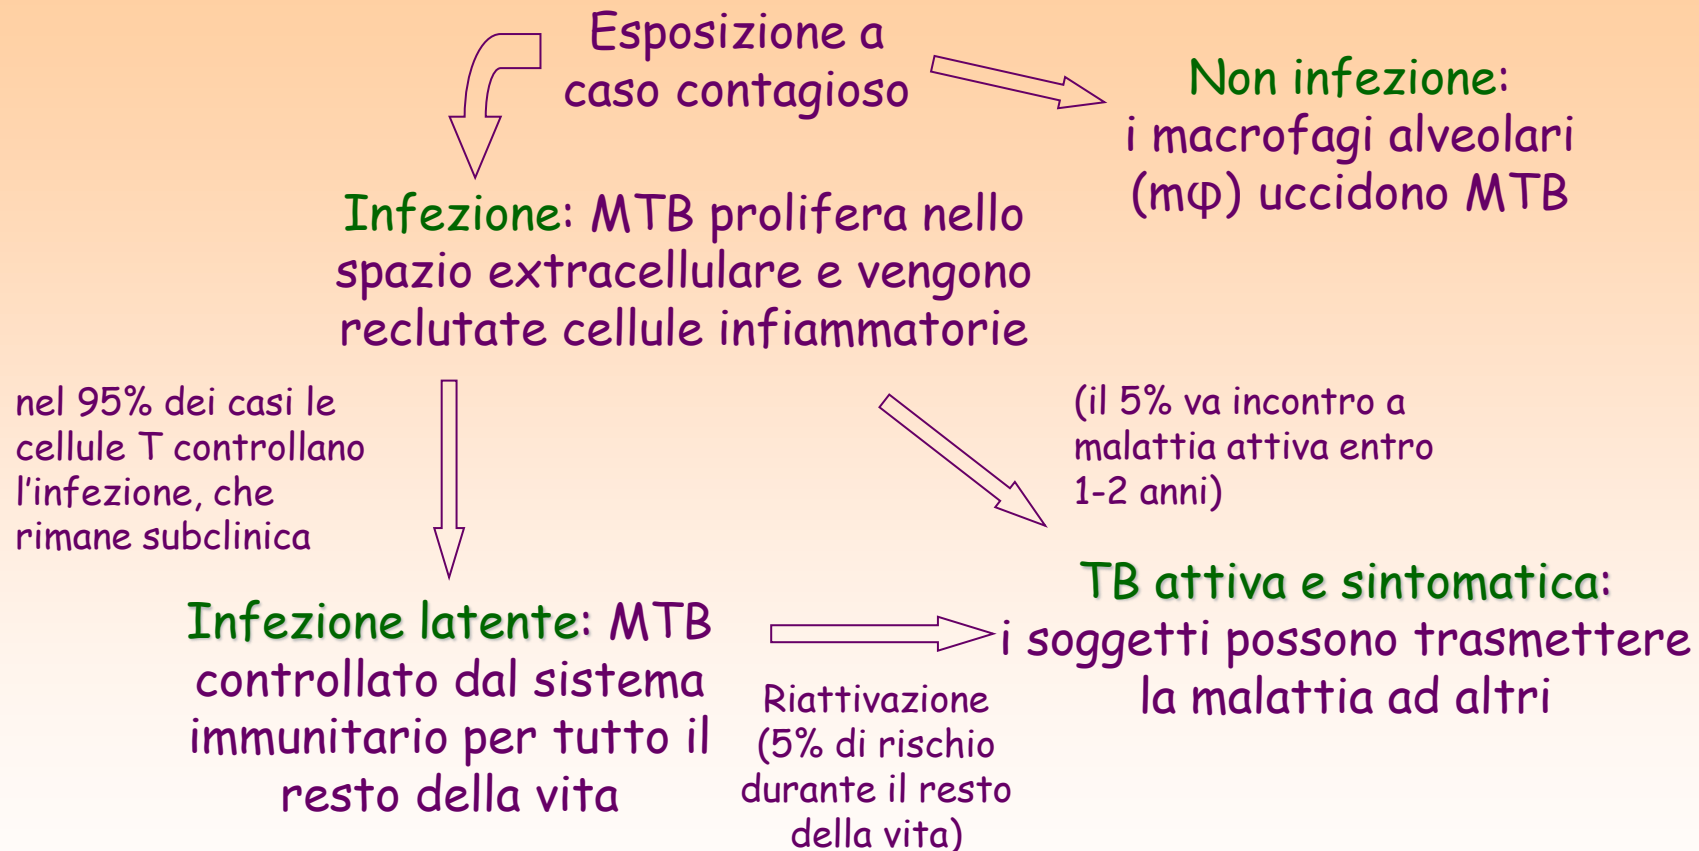 Esposizione a
caso contagioso
Non infezione:
i macrofagi alveolari
(mφ) uccidono MTB
Infezione: MTB prolifera nello
spazio extracellulare e vengono
reclutate cellule infiammatorie
nel 95% dei casi le
cellule T controllano
l'infezione, che
rimane subclinica
(il 5% va incontro a
malattia attiva entro
1-2 anni)
Infezione latente: MTB
controllato dal sistema
immunitario per tutto il
resto della vita
Riattivazione
(5% di rischio
durante il resto
della vita)
TB attiva e sintomatica:
i soggetti possono trasmettere
la malattia ad altri